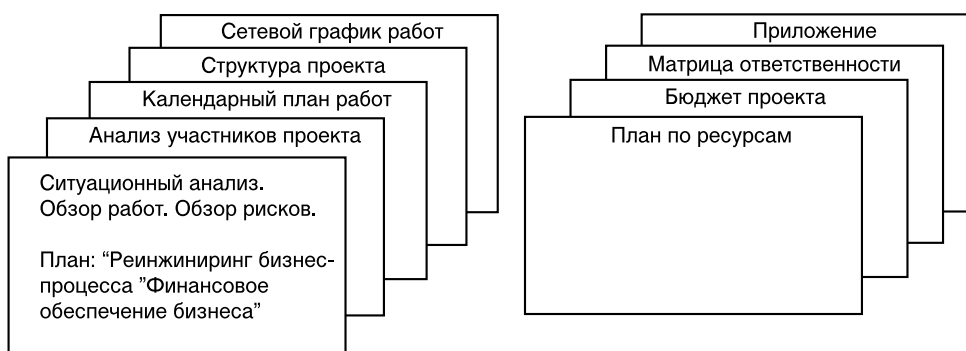 Сетевой график работ
Структура проекта
Календарный план работ
Анализ участников проекта
Ситуационный анализ.
Обзор работ. Обзор рисков.
План: “Реинжиниринг бизнес-
процесса ”Финансовое
обеспечение бизнеса”
Приложение
Матрица ответственности
Бюджет проекта
План по ресурсам